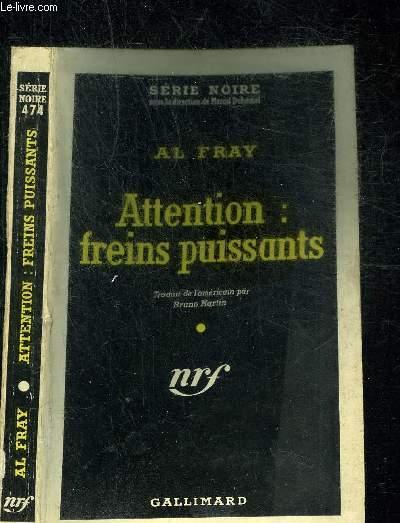 Le-livre.com
SÉRIE NOIRE
sous la direction de Marcel Duhamel
AL FRAY
Attention :
freins puissants
Traduit de l'américain par
Bruno Martin
nrf
GALLIMARD
SÉRIE
NOIRE
474
ATTENTION : FREINS PUISSANTS
AL FRAY
nrf